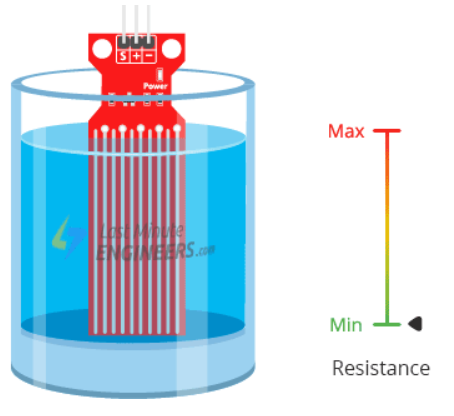 S + −
Power
Last Minute
ENGINEERS.com
Max
Min
Resistance